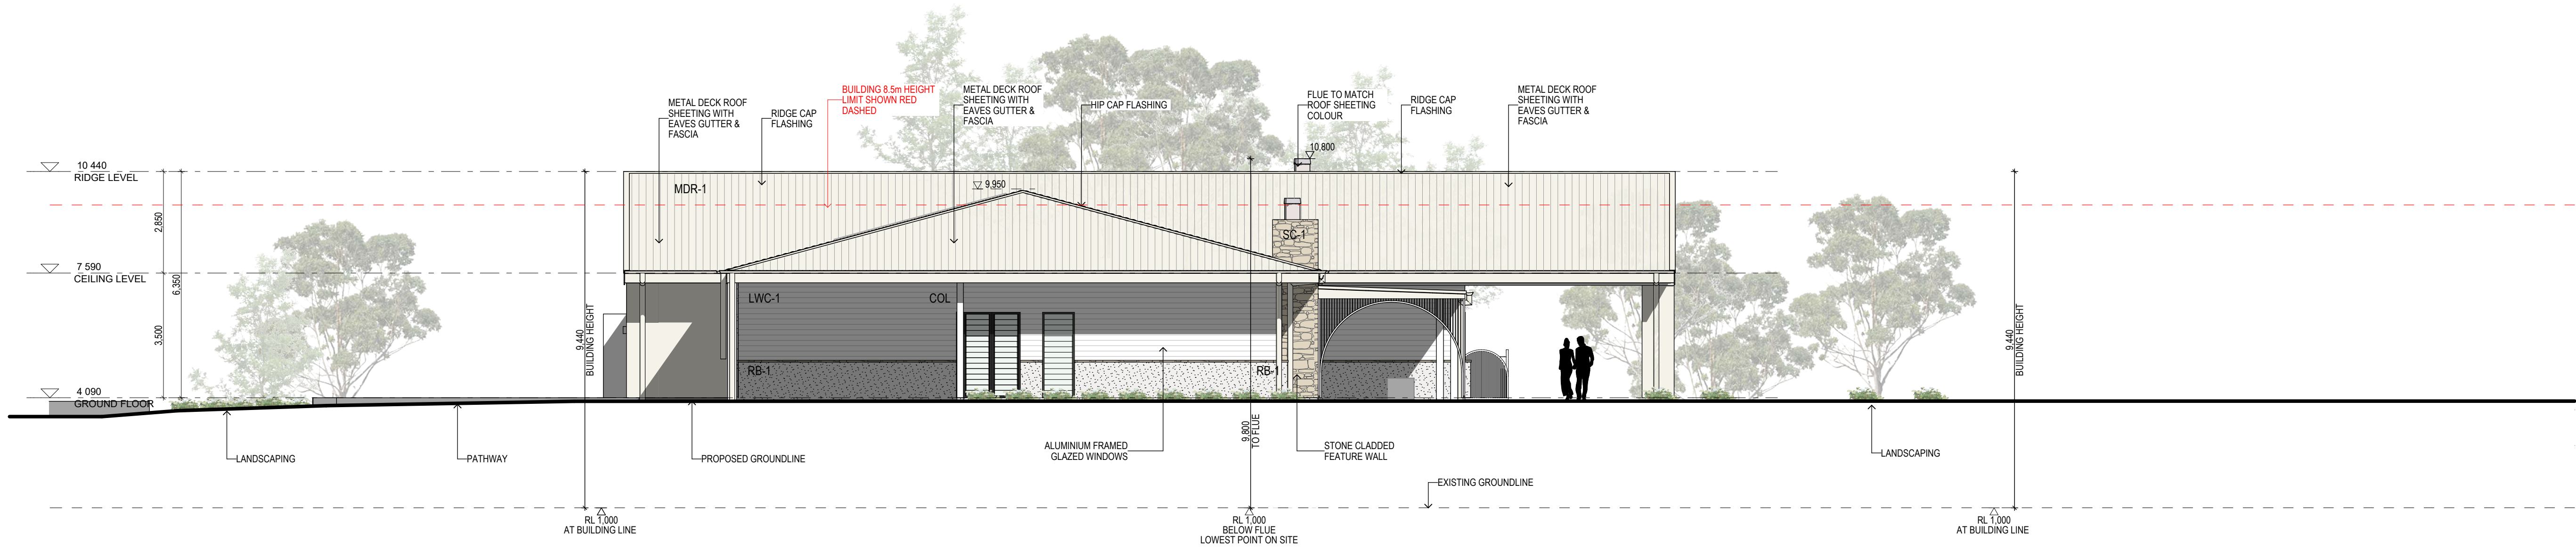 METAL DECK ROOF
SHEETING WITH
EAVES GUTTER &
FASCIA
RIDGE CAP
FLASHING
BUILDING 8.5m HEIGHT
LIMIT SHOWN RED
DASHED
METAL DECK ROOF
SHEETING WITH
EAVES GUTTER &
FASCIA
HIP CAP FLASHING
FLUE TO MATCH
ROOF SHEETING
COLOUR
RIDGE CAP
FLASHING
METAL DECK ROOF
SHEETING WITH
EAVES GUTTER &
FASCIA
10,800
10 440
RIDGE LEVEL
MDR-1
9,950
2,850
SC-1
7 590
CEILING LEVEL
6,350
LWC-1
COL
3,500
9,440
BUILDING HEIGHT
9,440
BUILDING HEIGHT
RB-1
RB-1
4 090
GROUND FLOOR
9,800
TO FLUE
LANDSCAPING
PATHWAY
PROPOSED GROUNDLINE
ALUMINIUM FRAMED
GLAZED WINDOWS
STONE CLADDED
FEATURE WALL
LANDSCAPING
EXISTING GROUNDLINE
RL 1,000
AT BUILDING LINE
RL 1,000
BELOW FLUE
LOWEST POINT ON SITE
RL 1,000
AT BUILDING LINE